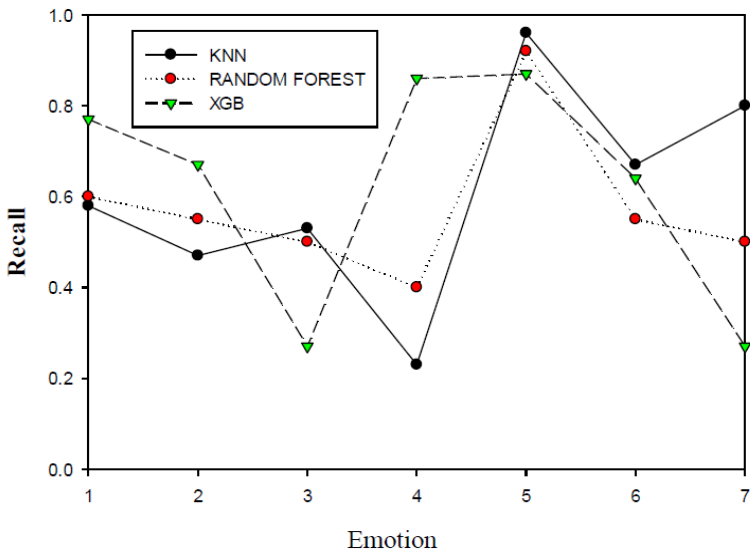 1.0
0.8
0.6
0.4
0.2
0.0
Recall
KNN
RANDOM FOREST
XGB
1 2 3 4 5 6 7
Emotion